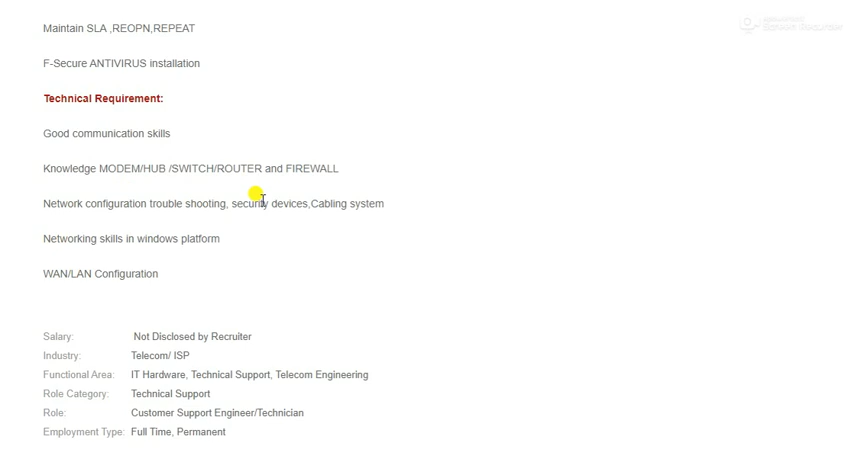 Maintain SLA ,REOPN,REPEAT
F-Secure ANTIVIRUS installation
Technical Requirement:
Good communication skills
Knowledge MODEM/HUB /SWITCH/ROUTER and FIREWALL
Network configuration trouble shooting, security devices,Cabling system
Networking skills in windows platform
WAN/LAN Configuration
Salary: Not Disclosed by Recruiter
Industry: Telecom/ ISP
Functional Area: IT Hardware, Technical Support, Telecom Engineering
Role Category: Technical Support
Role: Customer Support Engineer/Technician
Employment Type: Full Time, Permanent